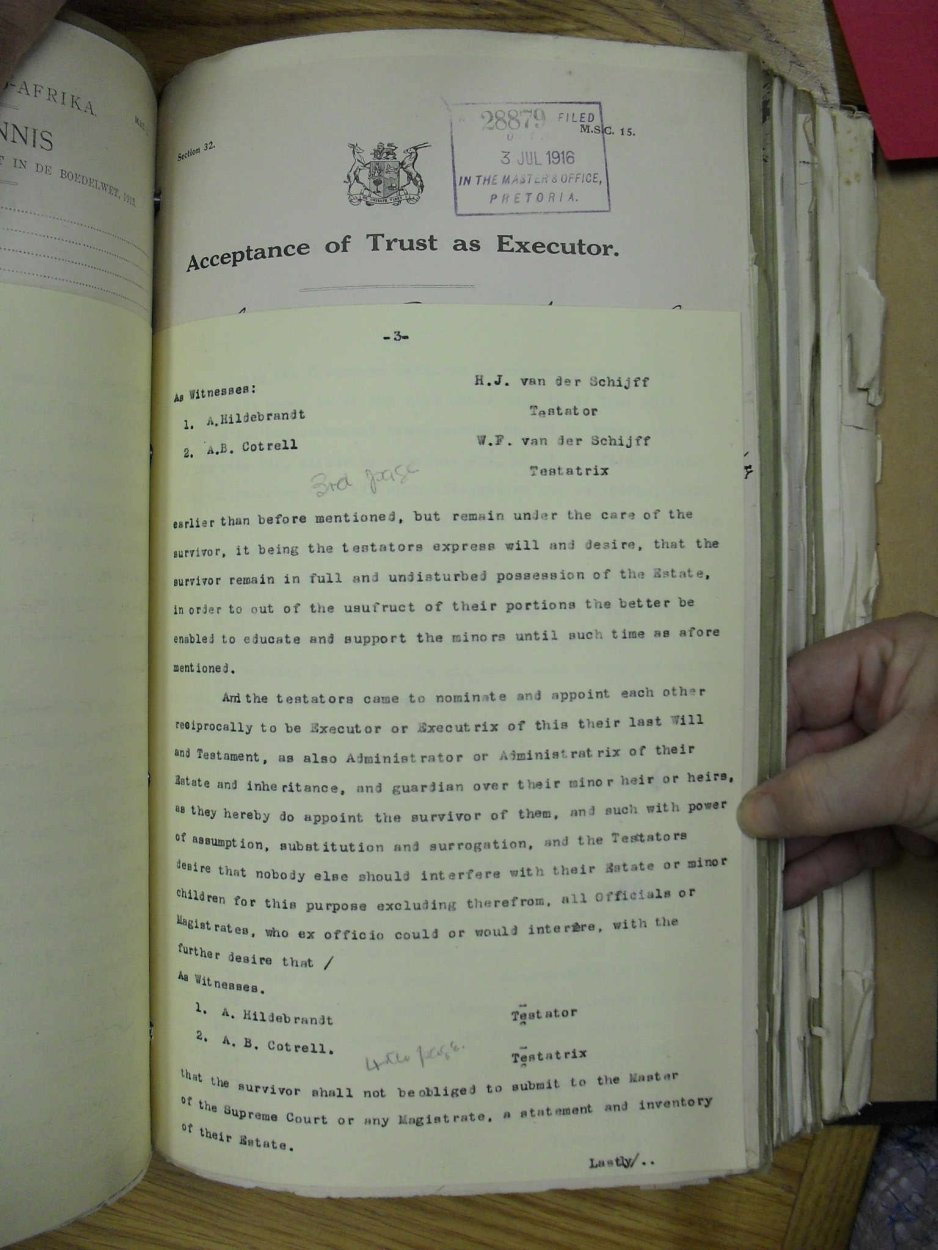 -AFRIKA.
NNIS
T IN DE BOEDELWET, 1913.
Section 32.
28879 FILED
M.S.C. 15.
3 JUL 1916
IN THE MASTER'S OFFICE,
PRETORIA.
Acceptance of Trust as Executor.
-3-
As Witnesses:
H.J. van der Schijff
1. A.Hildebrandt
Testator
2. A.B. Cotrell
W.F. van der Schijff
Testatrix
3rd page
earlier than before mentioned, but remain under the care of the
survivor, it being the testators express will and desire, that the
survivor remain in full and undisturbed possession of the Estate,
in order to out of the usufruct of their portions the better be
enabled to educate and support the minors until such time as afore
mentioned.
And the testators came to nominate and appoint each other
reciprocally to be Executor or Executrix of this their last Will
and Testament, as also Administrator or Administratrix of their
Estate and inheritance, and guardian over their minor heir or heirs,
as they hereby do appoint the survivor of them, and such with power
of assumption, substitution and surrogation, and the Testators
desire that nobody else should interfere with their Estate or minor
children for this purpose excluding therefrom, all Officials or
Magistrates, who ex officio could or would interfere, with the
further desire that /
As Witnesses.
1. A. Hildebrandt
Testator
2. A. B. Cotrell.
4th page.
Testatrix
that the survivor shall not be obliged to submit to the Master
of the Supreme Court or any Magistrate, a statement and inventory
of their Estate.
Lastly/..